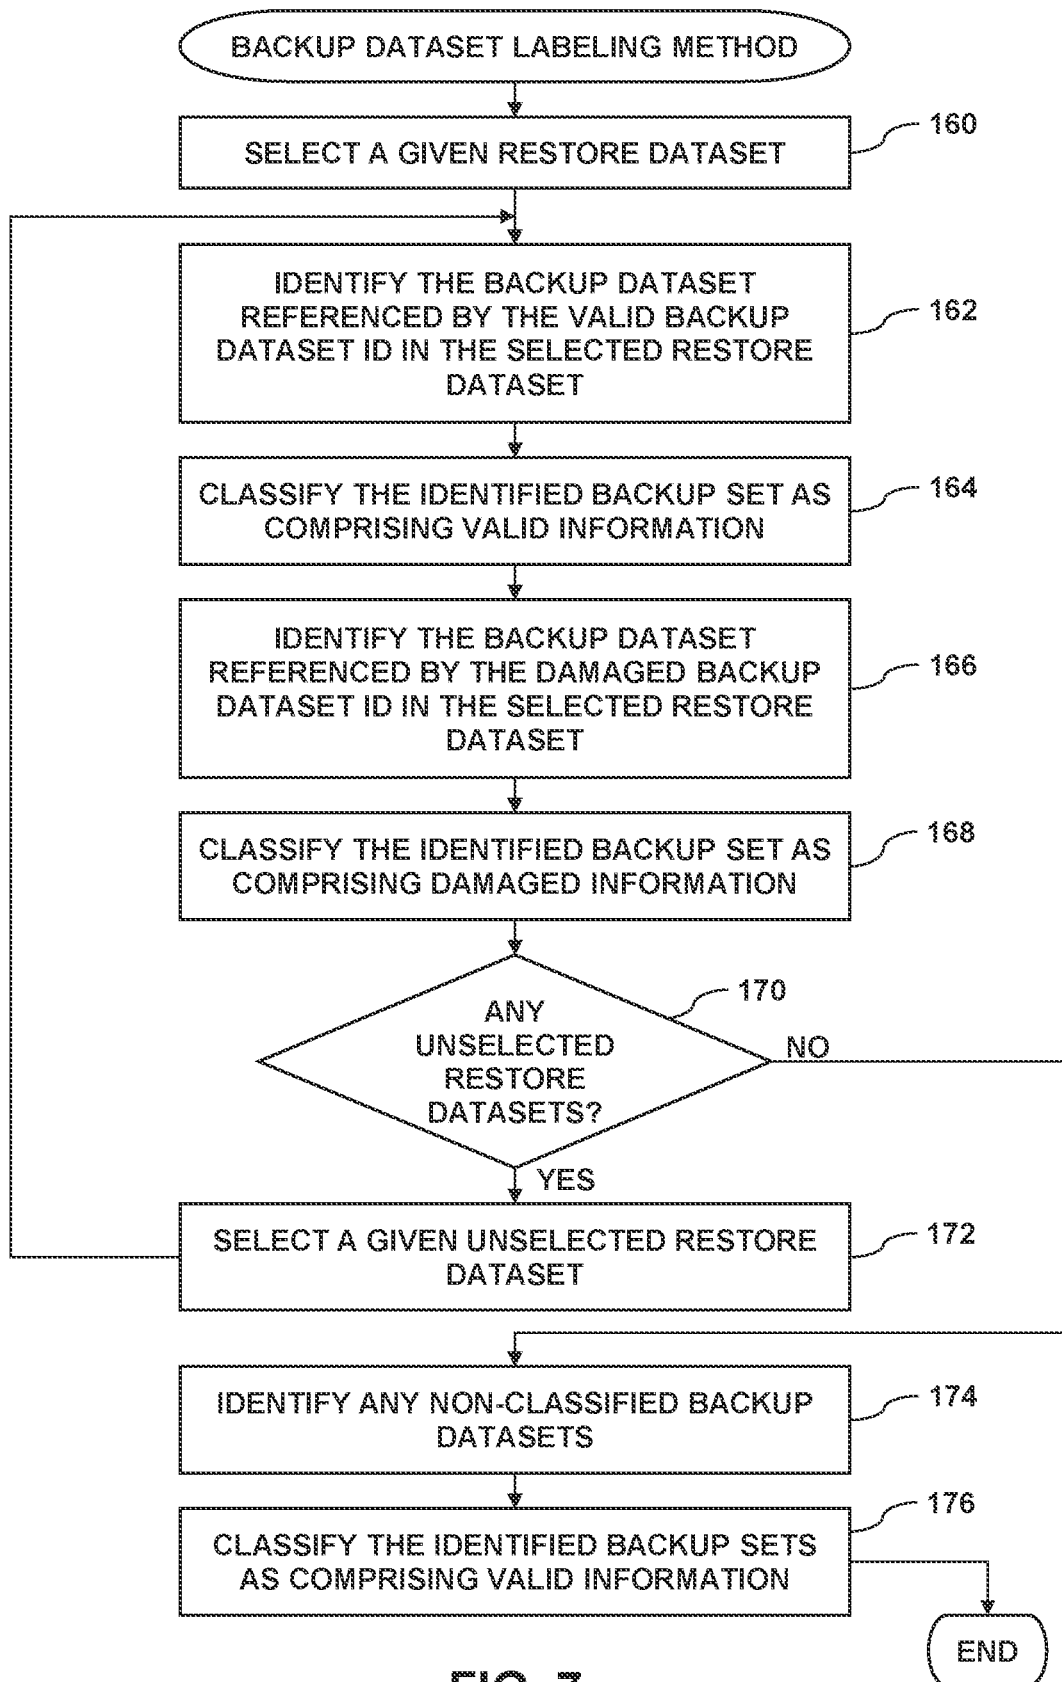 BACKUP DATASET LABELING METHOD
160
SELECT A GIVEN RESTORE DATASET
IDENTIFY THE BACKUP DATASET
REFERENCED BY THE VALID BACKUP
DATASET ID IN THE SELECTED RESTORE
DATASET
162
CLASSIFY THE IDENTIFIED BACKUP SET AS
COMPRISING VALID INFORMATION
164
IDENTIFY THE BACKUP DATASET
REFERENCED BY THE DAMAGED BACKUP
DATASET ID IN THE SELECTED RESTORE
DATASET
166
CLASSIFY THE IDENTIFIED BACKUP SET AS
COMPRISING DAMAGED INFORMATION
168
ANY
UNSELECTED
RESTORE
DATASETS?
170
NO
YES
SELECT A GIVEN UNSELECTED RESTORE
DATASET
172
IDENTIFY ANY NON-CLASSIFIED BACKUP
DATASETS
174
CLASSIFY THE IDENTIFIED BACKUP SETS
AS COMPRISING VALID INFORMATION
176
END